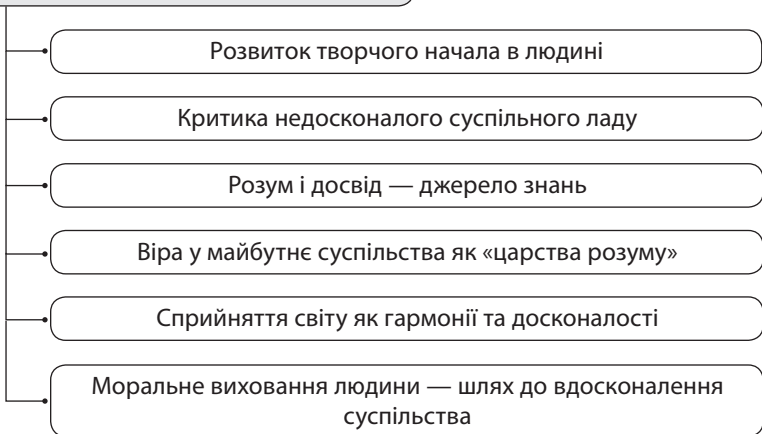 Розвиток творчого начала в людині
Критика недосконалого суспільного ладу
Розум і досвід — джерело знань
Віра у майбутнє суспільства як «царства розуму»
Сприйняття світу як гармонії та досконалості
Моральне виховання людини — шлях до вдосконалення
суспільства